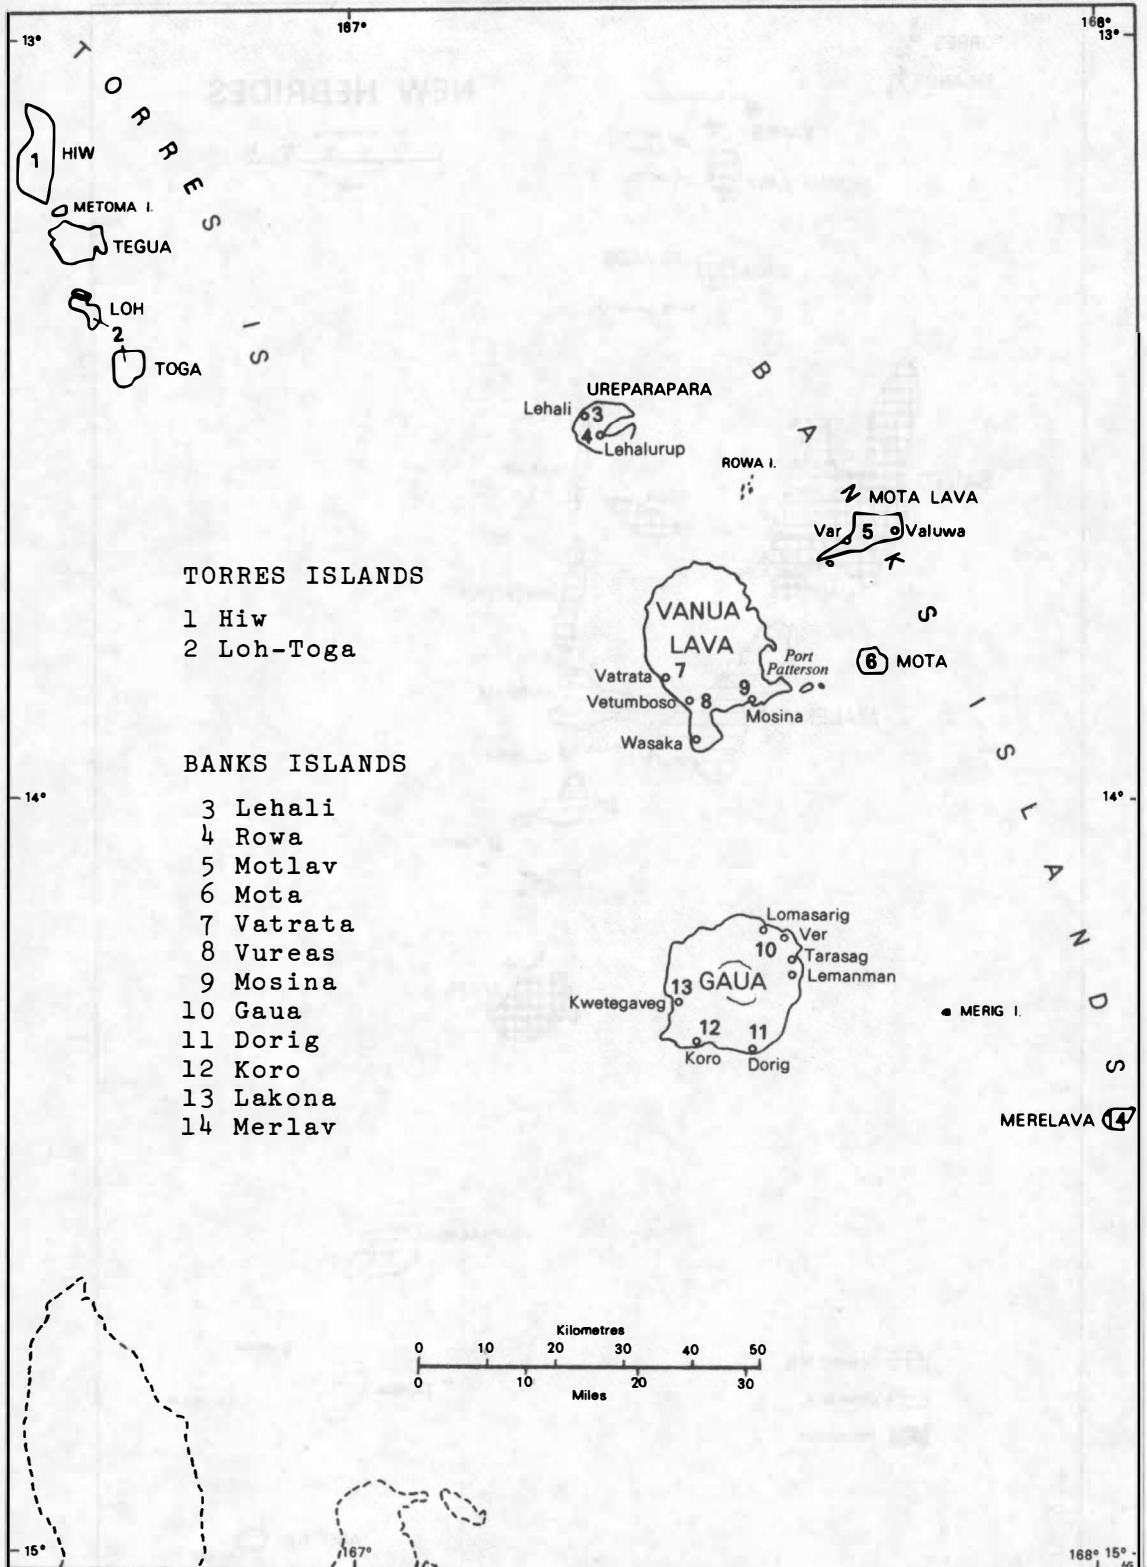 167°
168°
13°
13°
TORRES IS
1
HIW
METOMA I.
TEGUA
LOH
2
TOGA
BANKS ISLANDS
UREPARAPARA
Lehali
3
4
Lehalurup
ROWA I.
MOTA LAVA
Var
5
Valuwa
TORRES ISLANDS
1 Hiw
2 Loh-Toga
VANUA
LAVA
Port
Patterson
6
MOTA
Vatrata
7
Vetumboso
8
9
Mosina
Wasaka
BANKS ISLANDS
14°
14°
3 Lehali
4 Rowa
5 Motlav
6 Mota
7 Vatrata
8 Vureas
9 Mosina
10 Gaua
11 Dorig
12 Koro
13 Lakona
14 Merlav
Lomasarig
Ver
10
Tarasag
Lemanman
GAUA
13
Kwetegaveg
12
11
Koro
Dorig
MERIG I.
MERELAVA
14
Kilometres
0 10 20 30 40 50
0 10 20 30
Miles
15°
167°
168°
15°